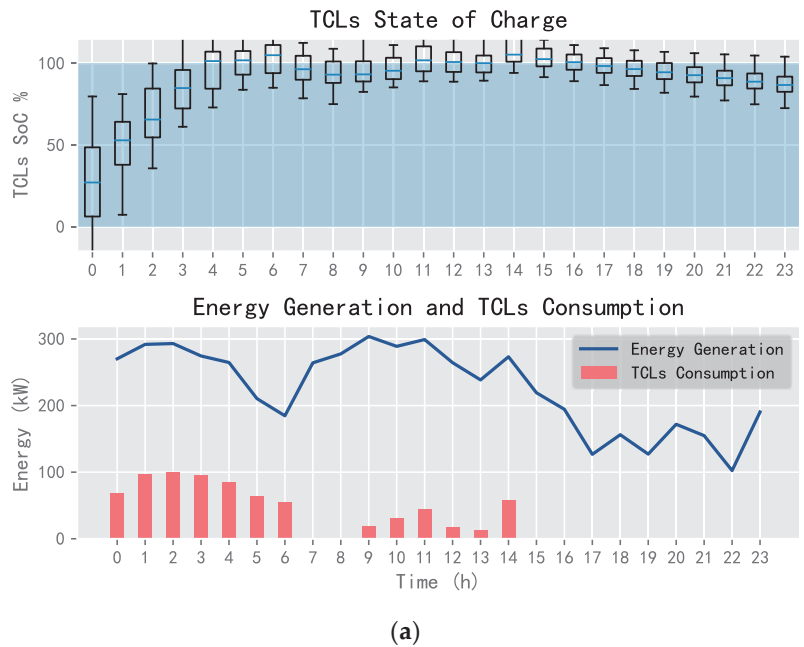 TCLs State of Charge
TCLs SoC %
100
50
0
0 1 2 3 4 5 6 7 8 9 10 11 12 13 14 15 16 17 18 19 20 21 22 23
Energy Generation and TCLs Consumption
Energy (kW)
300
200
100
0
Energy Generation
TCLs Consumption
0 1 2 3 4 5 6 7 8 9 10 11 12 13 14 15 16 17 18 19 20 21 22 23
Time (h)
(a)